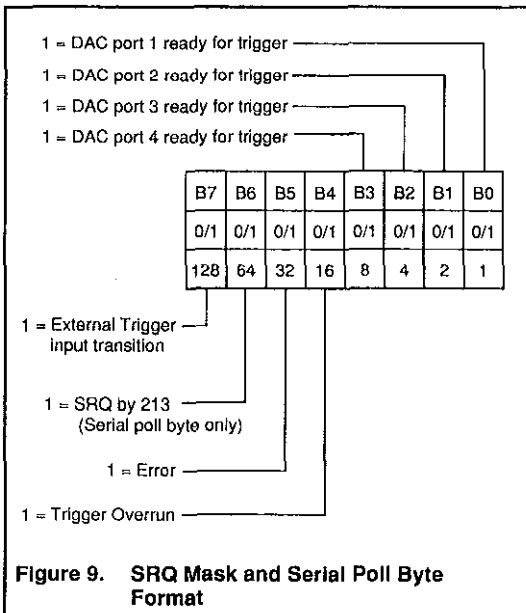 1 = DAC port 1 ready for trigger
1 = DAC port 2 ready for trigger
1 = DAC port 3 ready for trigger
1 = DAC port 4 ready for trigger
B7 B6 B5 B4 B3 B2 B1 B0
0/1 0/1 0/1 0/1 0/1 0/1 0/1 0/1
128 64 32 16 8 4 2 1
1 = External Trigger
input transition
1 = SRQ by 213
(Serial poll byte only)
1 = Error
1 = Trigger Overrun
Figure 9. SRQ Mask and Serial Poll Byte
Format